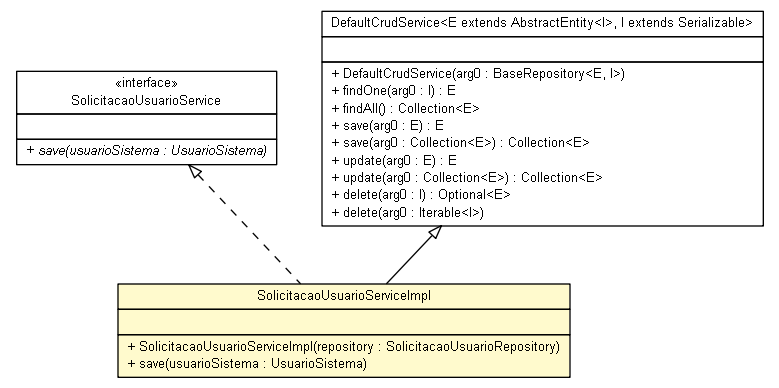 DefaultCrudService<E extends AbstractEntity<I>, I extends Serializable>
+ DefaultCrudService(arg0 : BaseRepository<E, I>)
+ findOne(arg0 : I) : E
+ findAll() : Collection<E>
+ save(arg0 : E) : E
+ save(arg0 : Collection<E>) : Collection<E>
+ update(arg0 : E) : E
+ update(arg0 : Collection<E>) : Collection<E>
+ delete(arg0 : I) : Optional<E>
+ delete(arg0 : Iterable<I>)
«interface»
SolicitacaoUsuarioService
+ save(usuarioSistema : UsuarioSistema)
SolicitacaoUsuarioServiceImpl
+ SolicitacaoUsuarioServiceImpl(repository : SolicitacaoUsuarioRepository)
+ save(usuarioSistema : UsuarioSistema)